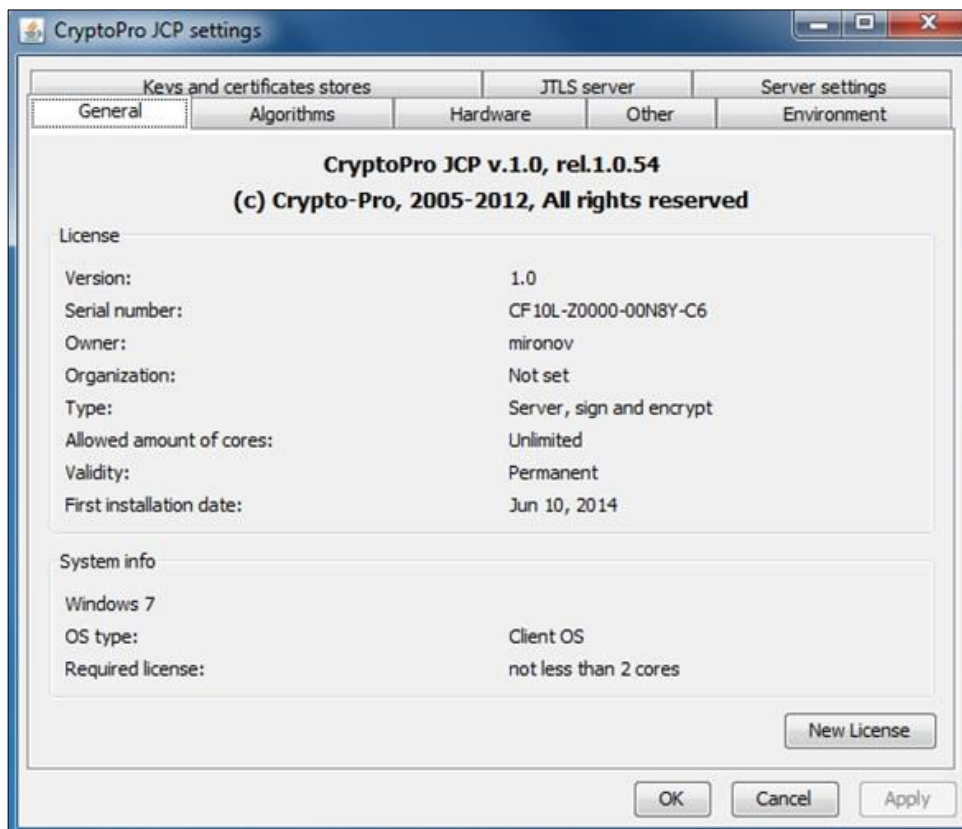 CryptoPro JCP settings
Keys and certificates stores JTLS server Server settings
General Algorithms Hardware Other Environment
CryptoPro JCP v.1.0, rel.1.0.54
(c) Crypto-Pro, 2005-2012, All rights reserved
License
Version: 1.0
Serial number: CF10L-Z0000-00N8Y-C6
Owner: mironov
Organization: Not set
Type: Server, sign and encrypt
Allowed amount of cores: Unlimited
Validity: Permanent
First installation date: Jun 10, 2014
System info
Windows 7
OS type: Client OS
Required license: not less than 2 cores
New License
OK Cancel Apply